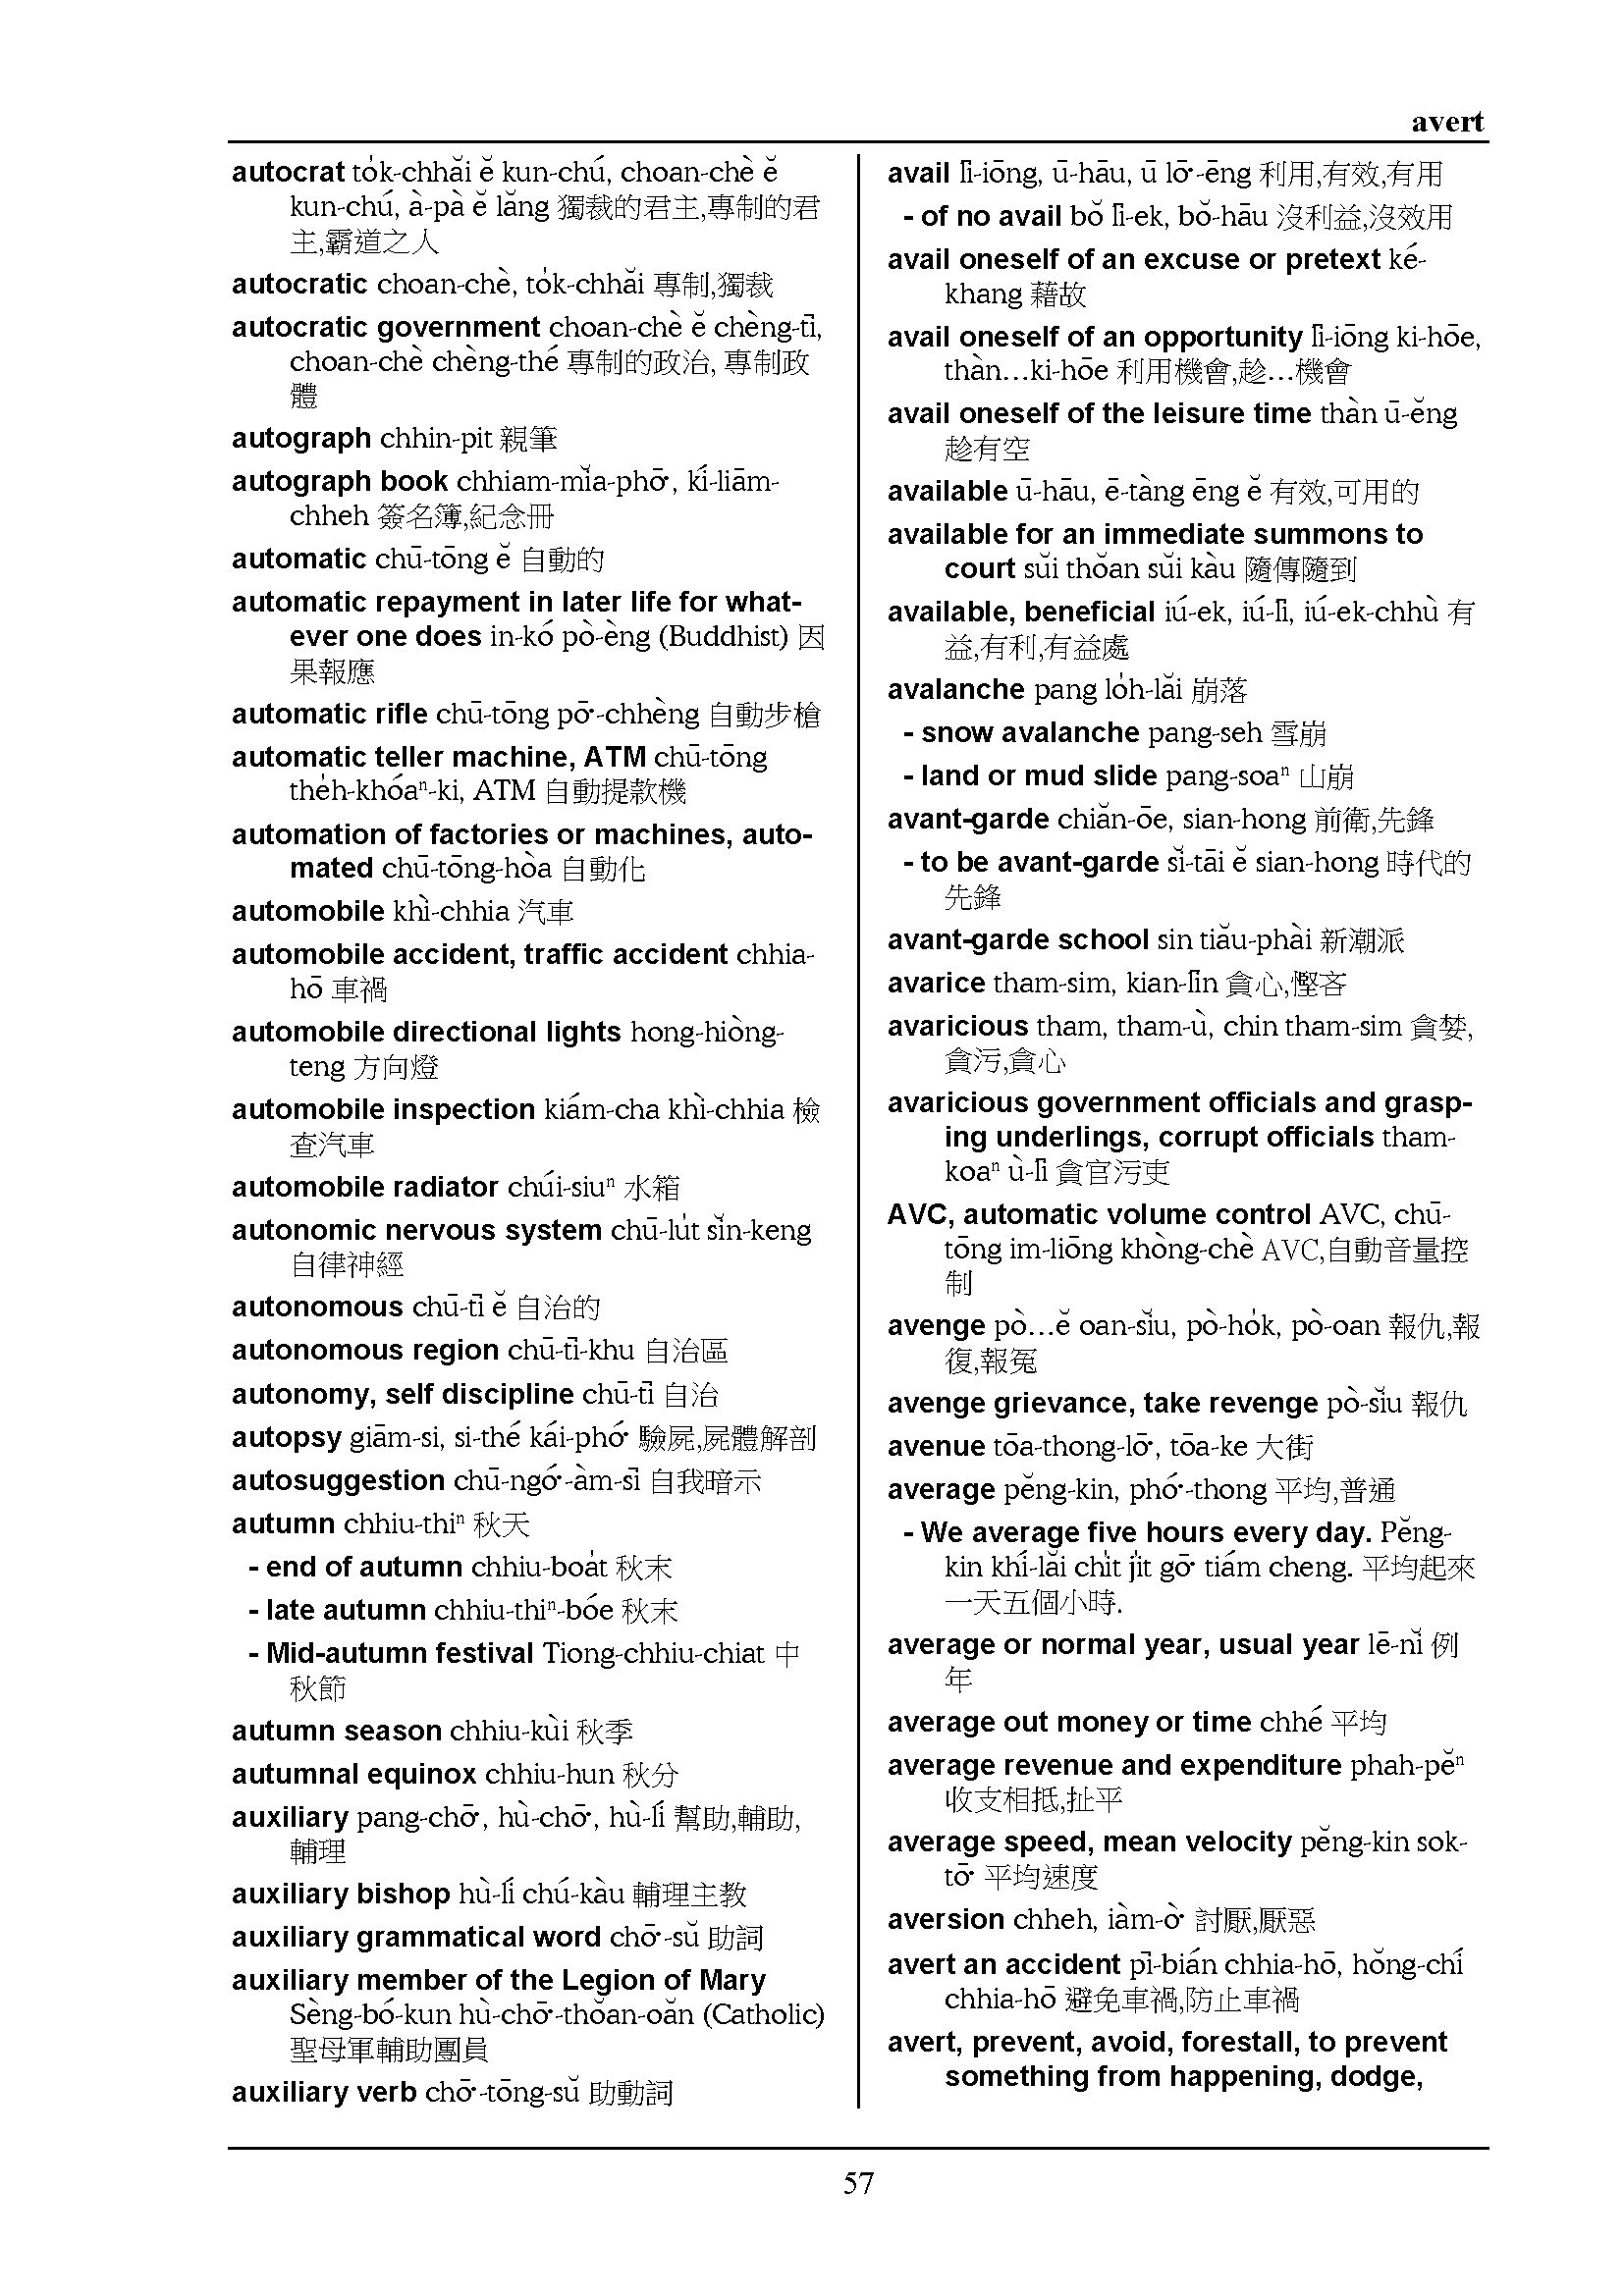 avert
autocrat to̍k-chhăi ĕ kun-chú, choan-chè ĕ
kun-chú, à-pà ĕ lăng 獨裁的君主,專制的君
主,霸道之人
autocratic choan-chè, to̍k-chhăi 專制,獨裁
autocratic government choan-chè ĕ chèng-tī,
choan-chè chèng-thé 專制的政治, 專制政
體
autograph chhin-pit 親筆
autograph book chhiam-mĭa-phō͘, kí-liām-
chheh 簽名簿,紀念冊
automatic chū-tōng ĕ 自動的
automatic repayment in later life for what-
ever one does in-kó pò-èng (Buddhist) 因
果報應
automatic rifle chū-tōng pō͘-chhèng 自動步槍
automatic teller machine, ATM chū-tōng
the̍h-khóaⁿ-ki, ATM 自動提款機
automation of factories or machines, auto-
mated chū-tōng-hòa 自動化
automobile khì-chhia 汽車
automobile accident, traffic accident chhia-
hō 車禍
automobile directional lights hong-hiòng-
teng 方向燈
automobile inspection kiám-cha khì-chhia 檢
查汽車
automobile radiator chúi-siuⁿ 水箱
autonomic nervous system chū-lu̍t sĭn-keng
自律神經
autonomous chū-tī ĕ 自治的
autonomous region chū-tī-khu 自治區
autonomy, self discipline chū-tī 自治
autopsy giām-si, si-thé kái-phó͘ 驗屍,屍體解剖
autosuggestion chū-ngó͘-àm-sī 自我暗示
autumn chhiu-thiⁿ 秋天
- end of autumn chhiu-boa̍t 秋末
- late autumn chhiu-thiⁿ-bóe 秋末
- Mid-autumn festival Tiong-chhiu-chiat 中
秋節
autumn season chhiu-kùi 秋季
autumnal equinox chhiu-hun 秋分
auxiliary pang-chō͘, hù-chō͘, hù-lí 幫助,輔助,
輔理
auxiliary bishop hù-lí chú-kàu 輔理主教
auxiliary grammatical word chō͘-sŭ 助詞
auxiliary member of the Legion of Mary
Sèng-bó-kun hù-chō͘-thŏan-oăn (Catholic)
聖母軍輔助團員
auxiliary verb chō͘-tōng-sŭ 助動詞
avail lī-iōng, ū-hāu, ū lō͘-ēng 利用,有效,有用
- of no avail bŏ lī-ek, bŏ-hāu 沒利益,沒效用
avail oneself of an excuse or pretext ké-
khang 藉故
avail oneself of an opportunity lī-iōng ki-hōe,
thàn…ki-hōe 利用機會,趁…機會
avail oneself of the leisure time thàn ū-ĕng
趁有空
available ū-hāu, ē-tàng ēng ĕ 有效,可用的
available for an immediate summons to
court sŭi thŏan sŭi kàu 隨傳隨到
available, beneficial iú-ek, iú-lī, iú-ek-chhù 有
益,有利,有益處
avalanche pang lo̍h-lăi 崩落
- snow avalanche pang-seh 雪崩
- land or mud slide pang-soaⁿ 山崩
avant-garde chiăn-ōe, sian-hong 前衛,先鋒
- to be avant-garde sĭ-tāi ĕ sian-hong 時代的
先鋒
avant-garde school sin tiău-phài 新潮派
avarice tham-sim, kian-līn 貪心,慳吝
avaricious tham, tham-ù, chin tham-sim 貪婪,
貪污,貪心
avaricious government officials and grasp-
ing underlings, corrupt officials tham-
koaⁿ ù-lī 貪官污吏
AVC, automatic volume control AVC, chū-
tōng im-liōng khòng-chè AVC,自動音量控
制
avenge pò…ĕ oan-sĭu, pò-ho̍k, pò-oan 報仇,報
復,報冤
avenge grievance, take revenge pò-sĭu 報仇
avenue tōa-thong-lō͘, tōa-ke 大街
average pĕng-kin, phó͘-thong 平均,普通
- We average five hours every day. Pĕng-
kin khí-lăi chi̍t ji̍t gō͘ tiám cheng. 平均起來
一天五個小時.
average or normal year, usual year lē-nĭ 例
年
average out money or time chhé 平均
average revenue and expenditure phah-pĕⁿ
收支相抵,扯平
average speed, mean velocity pĕng-kin sok-
tō͘ 平均速度
aversion chheh, iàm-ò͘ 討厭,厭惡
avert an accident pī-bián chhia-hō, hŏng-chí
chhia-hō 避免車禍,防止車禍
avert, prevent, avoid, forestall, to prevent
something from happening, dodge,
57